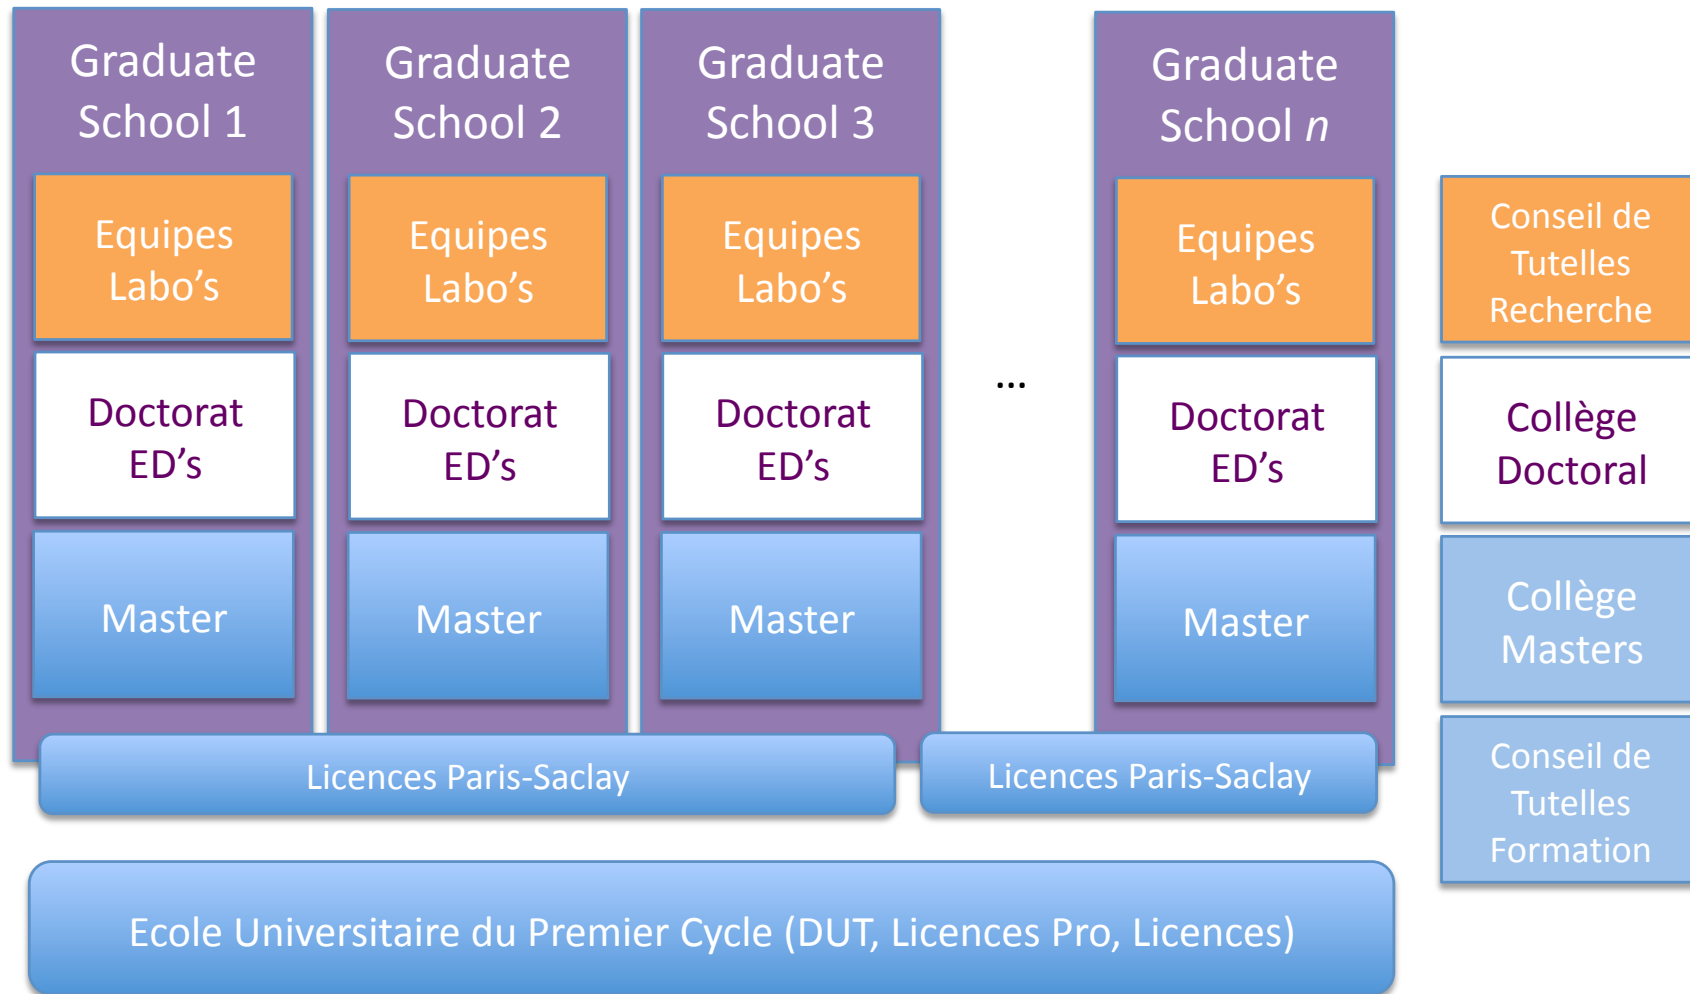 Graduate
School 1
Equipes
Labo’s
Doctorat
ED’s
Master
Graduate
School 2
Equipes
Labo’s
Doctorat
ED’s
Master
Graduate
School 3
Equipes
Labo’s
Doctorat
ED’s
Master
...
Graduate
School n
Equipes
Labo’s
Doctorat
ED’s
Master
Conseil de
Tutelles
Recherche
Collège
Doctoral
Collège
Masters
Conseil de
Tutelles
Formation
Licences Paris-Saclay
Licences Paris-Saclay
Ecole Universitaire du Premier Cycle (DUT, Licences Pro, Licences)